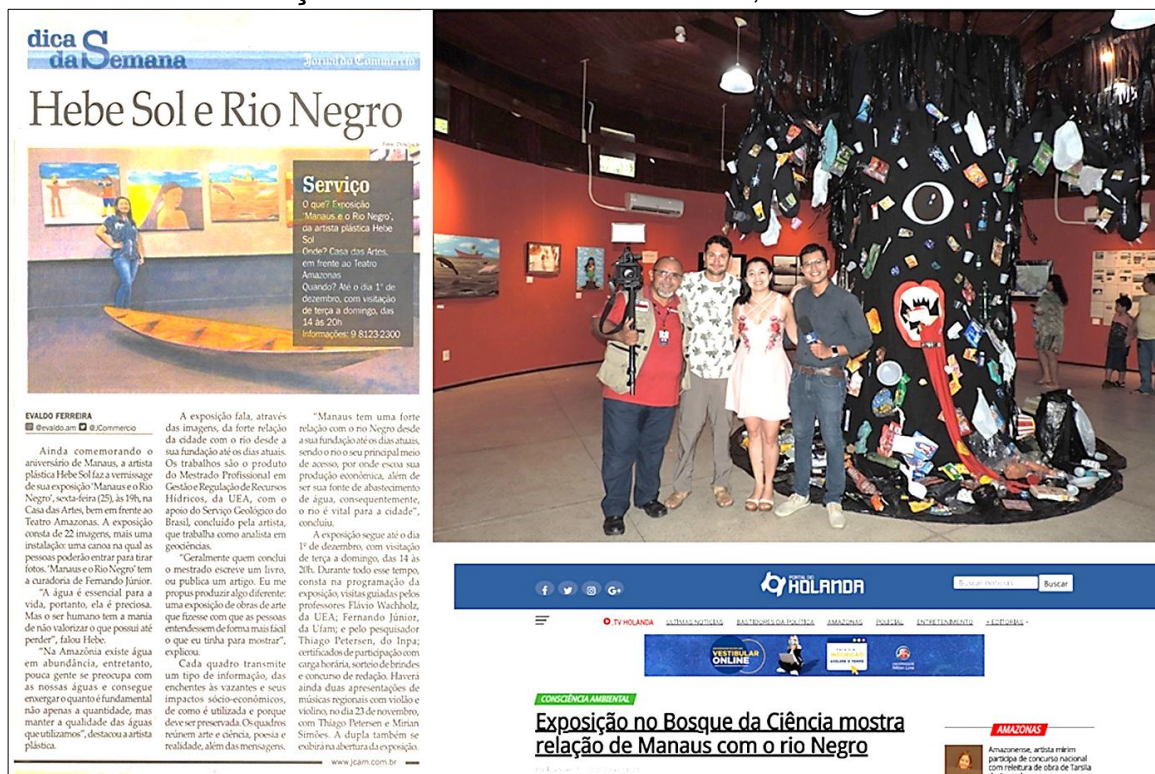 dica
da Semana
Jornal do Commercio
Hebe Sol e Rio Negro
Serviço
O que? Exposição
'Manaus e o Rio Negro',
da artista plástica Hebe
Sol
Onde? Casa das Artes,
em frente ao Teatro
Amazonas
Quando? Até o dia 1º de
dezembro, com visitação
de terça a domingo, das
14 às 20h
Informações: 9 8123-2300
EVALDO FERREIRA
@evaldo.am @JCommercio
Ainda comemorando o
aniversário de Manaus, a artista
plástica Hebe Sol faz a vernissage
de sua exposição 'Manaus e o Rio
Negro', sexta-feira (25), às 19h, na
Casa das Artes, bem em frente ao
Teatro Amazonas. A exposição
consta de 22 imagens, mais uma
instalação: uma canoa na qual as
pessoas poderão entrar para tirar
fotos. 'Manaus e o Rio Negro' tem
a curadoria de Fernando Júnior.
"A água é essencial para a
vida, portanto, ela é preciosa.
Mas o ser humano tem a mania
de não valorizar o que possui até
perder", falou Hebe.
"Na Amazônia existe água
em abundância, entretanto,
pouca gente se preocupa com
as nossas águas e consegue
enxergar o quanto é fundamental
não apenas a quantidade, mas
manter a qualidade das águas
que utilizamos", destacou a artista
plástica.
A exposição fala, através
das imagens, da forte relação
da cidade com o rio desde a
sua fundação até os dias atuais.
Os trabalhos são o produto
do Mestrado Profissional em
Gestão e Regulação de Recursos
Hídricos, da UEA, com o
apoio do Serviço Geológico do
Brasil, concluído pela artista,
que trabalha como analista em
geociências.
"Geralmente quem conclui
o mestrado escreve um livro,
ou publica um artigo. Eu me
propus produzir algo diferente:
uma exposição de obras de arte
que fizesse com que as pessoas
entendessem de forma mais fácil
o que eu tinha para mostrar",
explicou.
Cada quadro transmite
um tipo de informação, das
enchentes às vazantes e seus
impactos sócio-econômicos,
de como é utilizada e porque
deve ser preservada. Os quadros
reúnem arte e ciência, poesia e
realidade, além das mensagens.
"Manaus tem uma forte
relação com o rio Negro desde
a sua fundação até os dias atuais,
sendo o rio o seu principal meio
de acesso, por onde escoa sua
produção econômica, além de
ser sua fonte de abastecimento
de água, consequentemente,
o rio é vital para a cidade",
concluiu.
A exposição segue até o dia
1º de dezembro, com visitação
de terça a domingo, das 14 às
20h. Durante todo esse tempo,
consta na programação da
exposição, visitas guiadas pelos
professores Flávio Wachholz,
da UEA; Fernando Júnior,
da Ufam; e pelo pesquisador
Thiago Petersen, do Inpa;
certificados de participação com
carga horária, sorteio de brindes
e concurso de redação. Haverá
ainda duas apresentações de
músicas regionais com violão e
violino, no dia 23 de novembro,
com Thiago Petersen e Mirian
Simões. A dupla também se
exibirá na abertura da exposição.
www.jcam.com.br
PORTAL DO
HOLANDA
Buscar notícias
Buscar
TV HOLANDA ULTIMAS NOTÍCIAS BASTIDORES DA POLÍTICA AMAZONAS POLICIAL ENTRETENIMENTO + EDITORIAS
VESTIBULAR
ONLINE
CONSCIÊNCIA AMBIENTAL
Exposição no Bosque da Ciência mostra
relação de Manaus com o rio Negro
AMAZONAS
Amazonense, artista mirim
participa de concurso nacional
com releitura de obra de Tarsila